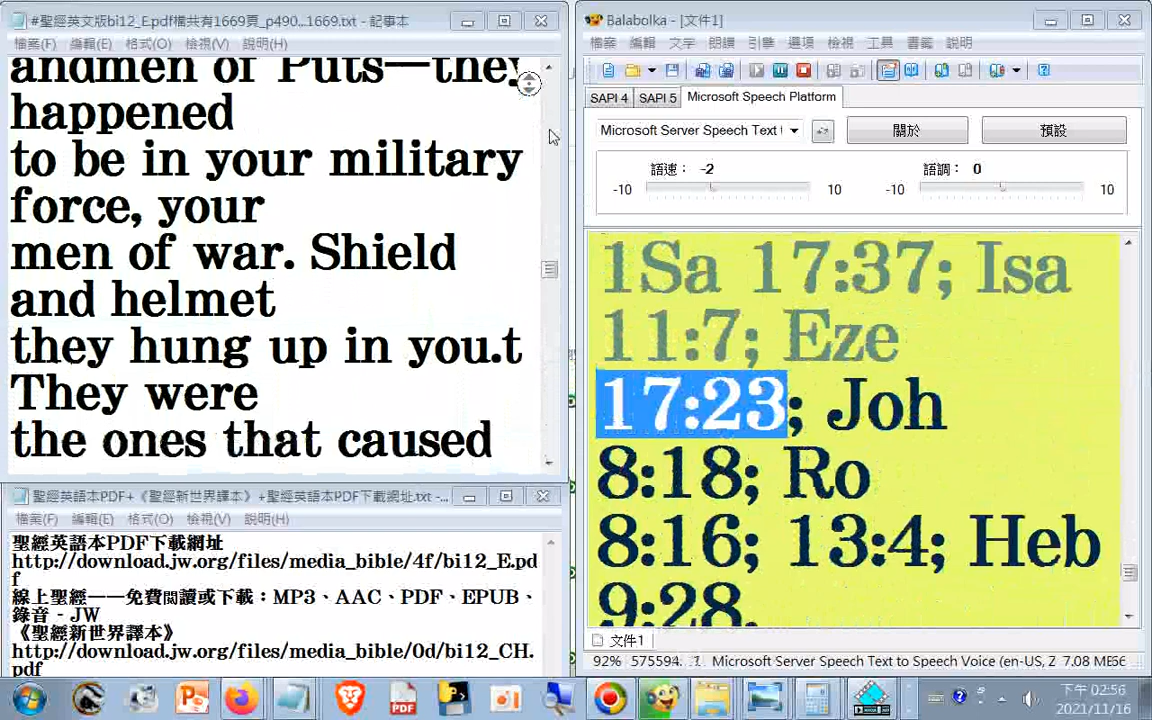 #聖經英文版bi12_E.pdf檔共有1669頁_p490...1669.txt - 記事本
檔案(F) 編輯(E) 格式(O) 檢視(V) 說明(H)
andmen of Puts—they
happened
to be in your military
force, your
men of war. Shield
and helmet
they hung up in you.t
They were
the ones that caused
聖經英語本PDF+《聖經新世界譯本》+聖經英語本PDF下載網址.txt -...
檔案(F) 編輯(E) 格式(O) 檢視(V) 說明(H)
聖經英語本PDF下載網址
http://download.jw.org/files/media_bible/4f/bi12_E.pd
f
線上聖經——免費閱讀或下載：MP3、AAC、PDF、EPUB、
錄音 - JW
《聖經新世界譯本》
http://download.jw.org/files/media_bible/0d/bi12_CH.
pdf
Balabolka - [文件1]
檔案 編輯 文字 朗讀 引擎 選項 檢視 工具 書籤 說明
SAPI 4 SAPI 5 Microsoft Speech Platform
Microsoft Server Speech Text 關於 預設
語速： -2 語調： 0
-10 10 -10 10
1Sa 17:37; Isa
11:7; Eze
17:23; Joh
8:18; Ro
8:16; 13:4; Heb
9:28.
文件1
92% 575594... Microsoft Server Speech Text to Speech Voice (en-US, Z 7.08 МБ
下午 02:56
2021/11/16